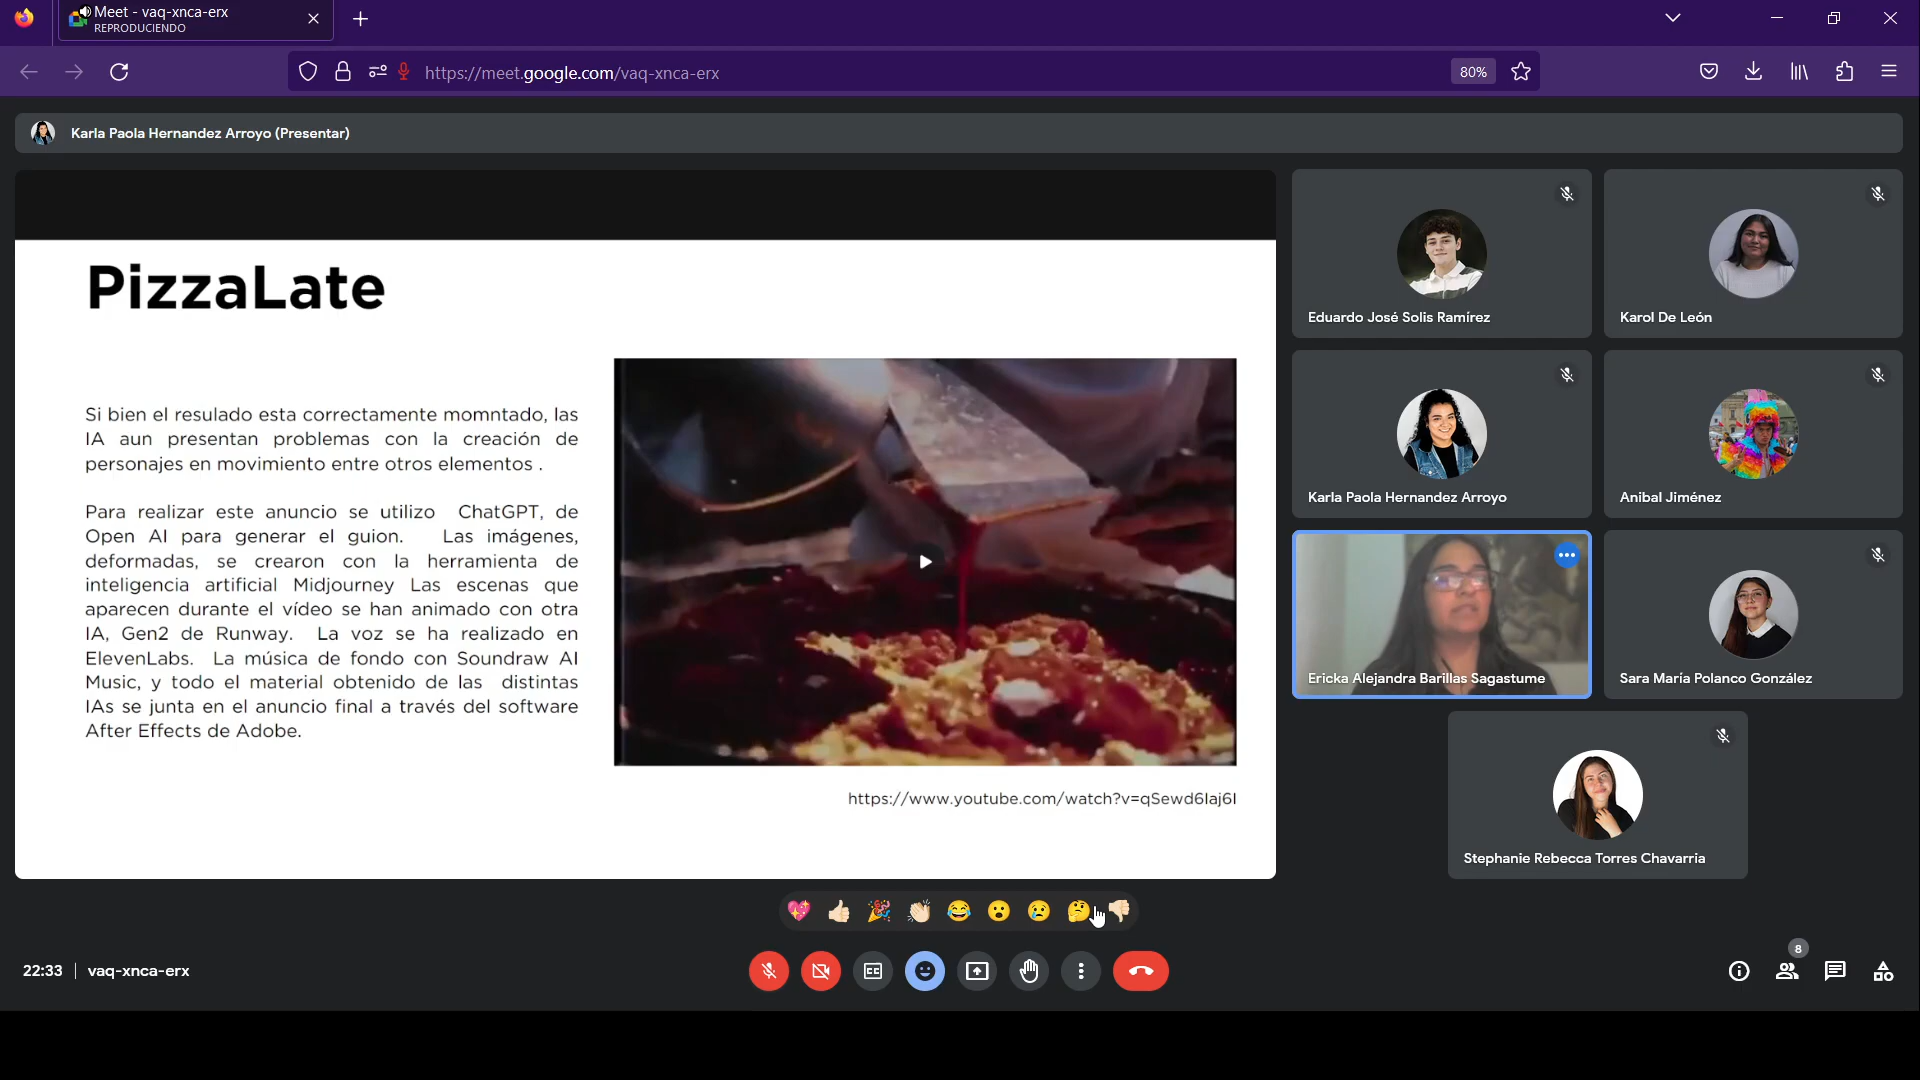 Meet - vaq-xnca-erx
REPRODUCIENDO
https://meet.google.com/vaq-xnca-erx
80%
Karla Paola Hernandez Arroyo (Presentar)
PizzaLate
Si bien el resulado esta correctamente momntado, las
IA aun presentan problemas con la creación de
personajes en movimiento entre otros elementos .
Para realizar este anuncio se utilizo ChatGPT, de
Open AI para generar el guion. Las imágenes,
deformadas, se crearon con la herramienta de
inteligencia artificial Midjourney Las escenas que
aparecen durante el vídeo se han animado con otra
IA, Gen2 de Runway. La voz se ha realizado en
ElevenLabs. La música de fondo con Soundraw AI
Music, y todo el material obtenido de las distintas
IAs se junta en el anuncio final a través del software
After Effects de Adobe.
https://www.youtube.com/watch?v=qSewd6Iaj6I
Eduardo José Solis Ramírez
Karol De León
Karla Paola Hernandez Arroyo
Anibal Jiménez
Ericka Alejandra Barillas Sagastume
Sara María Polanco González
Stephanie Rebecca Torres Chavarria
22:33 | vaq-xnca-erx
8